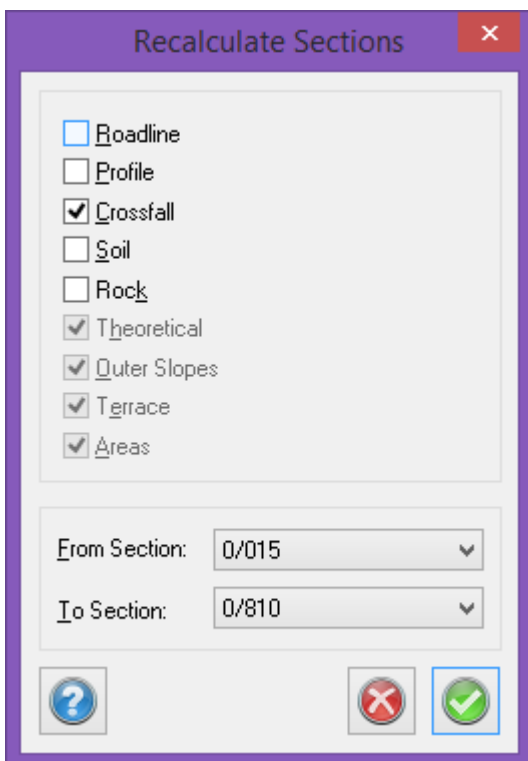 Recalculate Sections
Roadline
Profile
Crossfall
Soil
Rock
Theoretical
Outer Slopes
Terrace
Areas
From Section: 0/015
To Section: 0/810